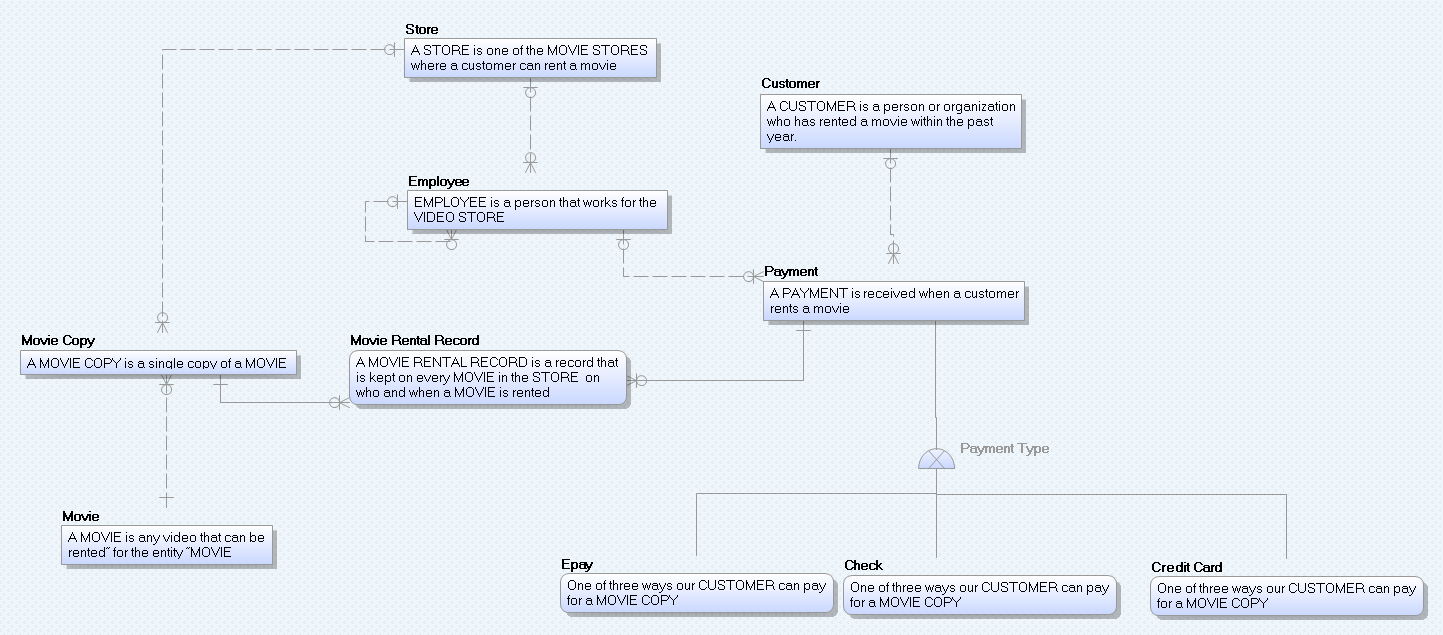 Store
A STORE is one of the MOVIE STORES
where a customer can rent a movie
Customer
A CUSTOMER is a person or organization
who has rented a movie within the past
year.
Employee
EMPLOYEE is a person that works for the
VIDEO STORE
Payment
A PAYMENT is received when a customer
rents a movie
Movie Copy
A MOVIE COPY is a single copy of a MOVIE
Movie Rental Record
A MOVIE RENTAL RECORD is a record that
is kept on every MOVIE in the STORE on
who and when a MOVIE is rented
Payment Type
Movie
A MOVIE is any video that can be
rented˝ for the entity ˝MOVIE
Epay
One of three ways our CUSTOMER can pay
for a MOVIE COPY
Check
One of three ways our CUSTOMER can pay
for a MOVIE COPY
Credit Card
One of three ways our CUSTOMER can pay
for a MOVIE COPY